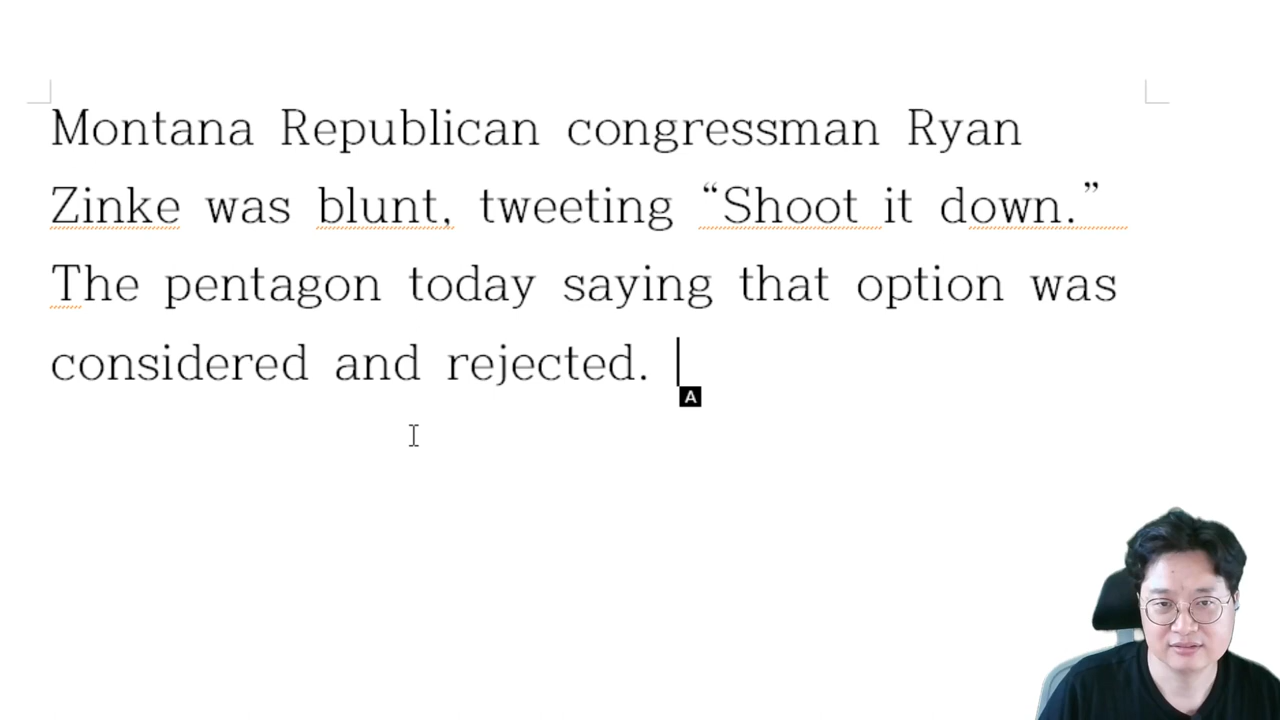 Montana Republican congressman Ryan
Zinke was blunt, tweeting “Shoot it down.”
The pentagon today saying that option was
considered and rejected.
A